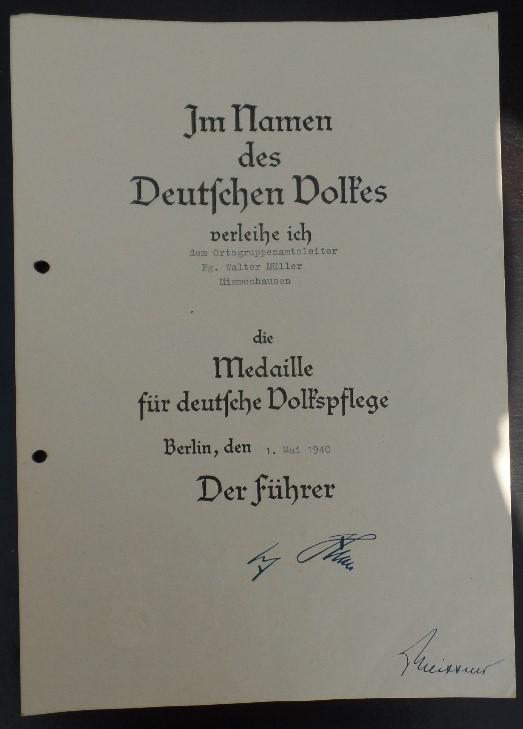 Im Namen
des
Deutschen Volkes
verleihe ich
dem Ortsgruppenamtsleiter
Pg. Walter Müller
Mimmenhausen
die
Medaille
für deutsche Volkspflege
Berlin, den 1. Mai 1940
Der Führer
Meissner